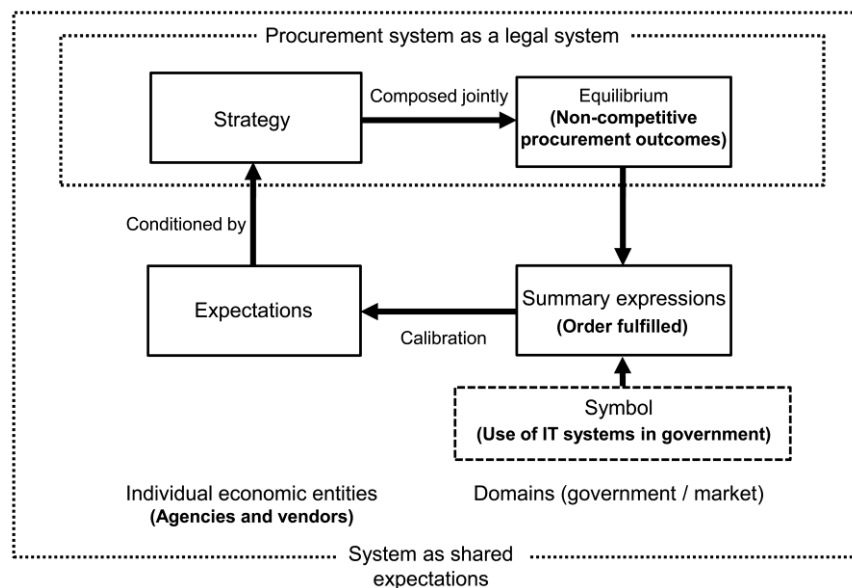 Procurement system as a legal system
Strategy
Composed jointly
Equilibrium
(Non-competitive
procurement outcomes)
Conditioned by
Expectations
Calibration
Summary expressions
(Order fulfilled)
Symbol
(Use of IT systems in government)
Individual economic entities
(Agencies and vendors)
Domains (government / market)
System as shared
expectations